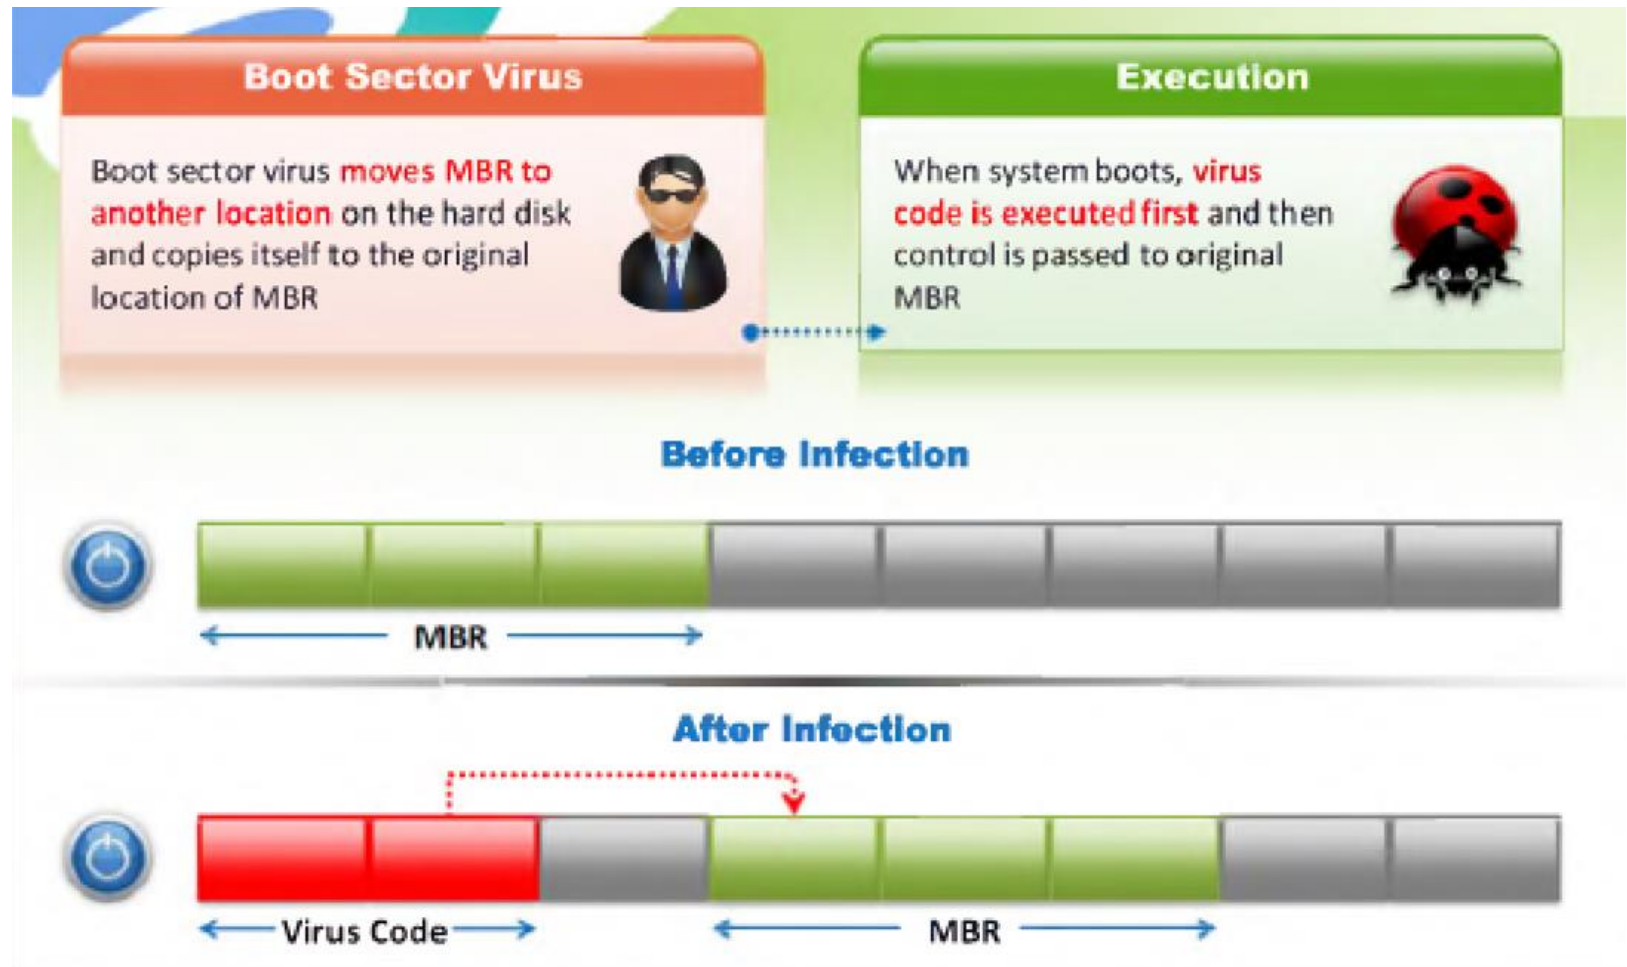 Boot Sector Virus
Boot sector virus moves MBR to
another location on the hard disk
and copies itself to the original
location of MBR
Execution
When system boots, virus
code is executed first and then
control is passed to original
MBR
Before Infection
MBR
After Infection
Virus Code
MBR